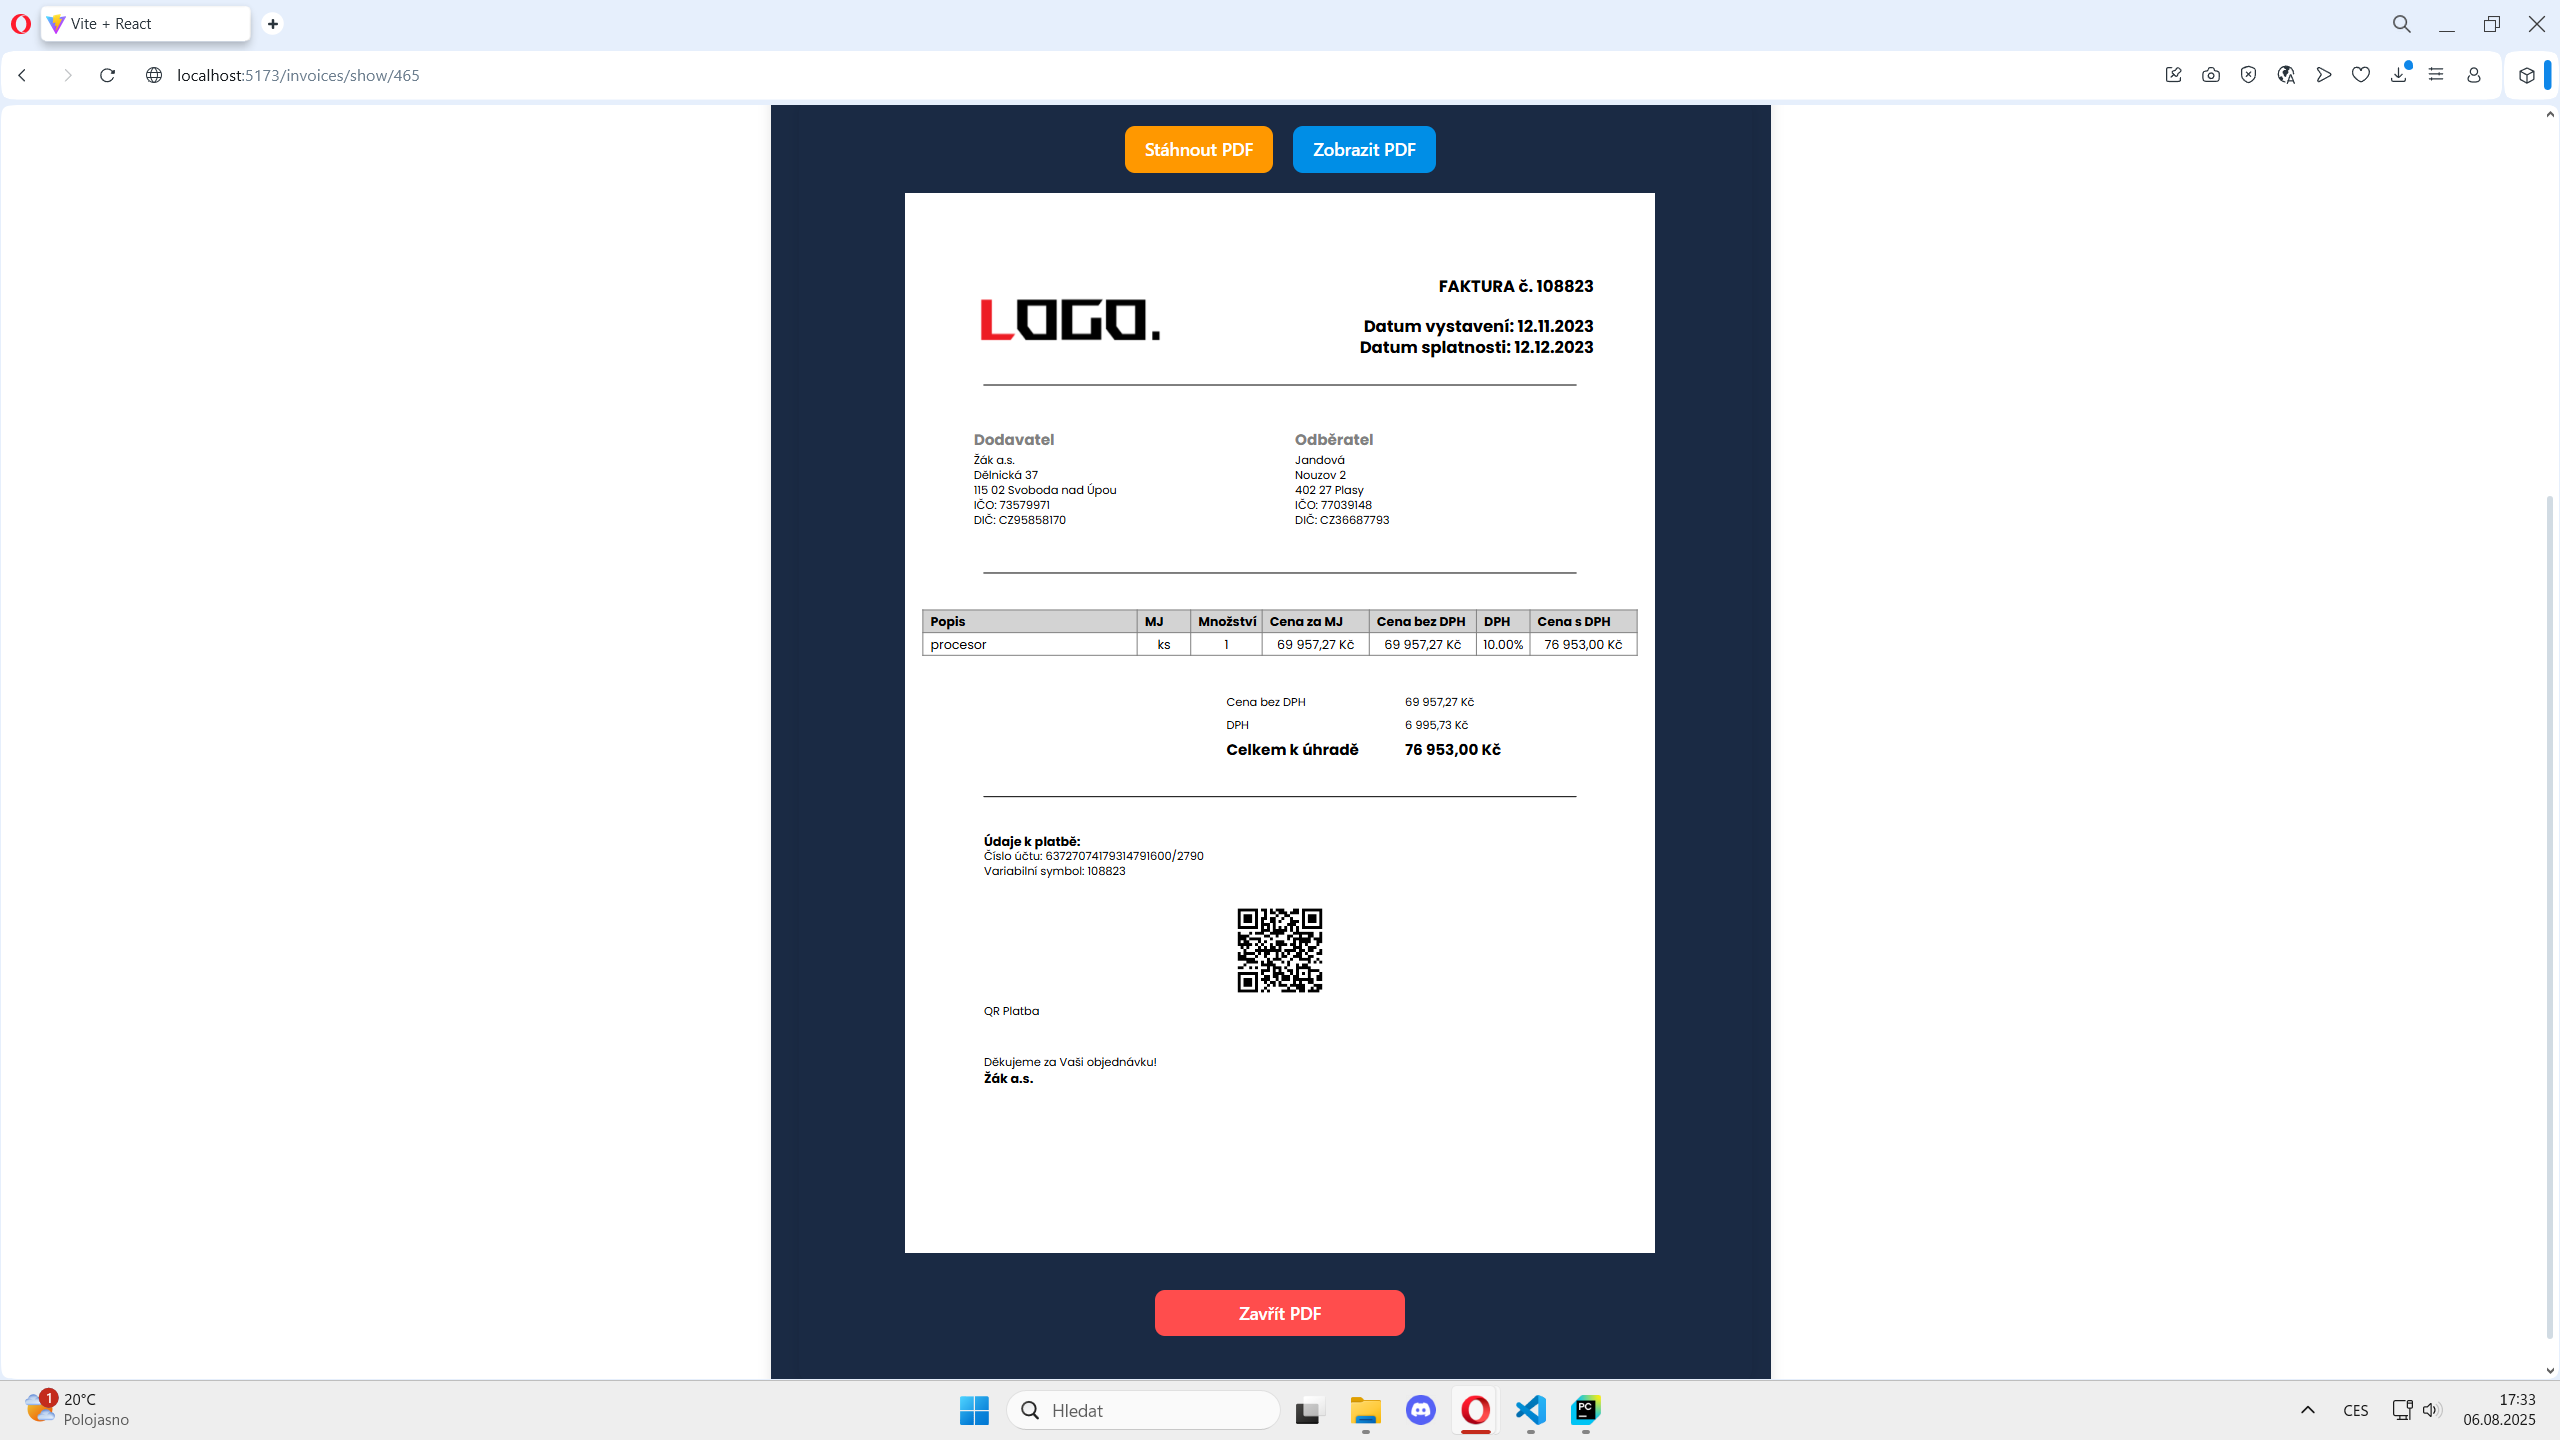 Vite + React
localhost:5173/invoices/show/465
Stáhnout PDF
Zobrazit PDF
LOGO.
FAKTURA č. 108823
Datum vystavení: 12.11.2023
Datum splatnosti: 12.12.2023
Dodavatel
Žák a.s.
Dělnická 37
115 02 Svoboda nad Úpou
IČO: 73579971
DIČ: CZ95858170
Odběratel
Jandová
Nouzov 2
402 27 Plasy
IČO: 77039148
DIČ: CZ36687793
Popis MJ Množství Cena za MJ Cena bez DPH DPH Cena s DPH
procesor ks 1 69 957,27 Kč 69 957,27 Kč 10.00% 76 953,00 Kč
Cena bez DPH 69 957,27 Kč
DPH 6 995,73 Kč
Celkem k úhradě 76 953,00 Kč
Údaje k platbě:
Číslo účtu: 63727074179314791600/2790
Variabilní symbol: 108823
QR Platba
Děkujeme za Vaši objednávku!
Žák a.s.
Zavřít PDF
1
20°C
Polojasno
Hledat
PC
CES
17:33
06.08.2025